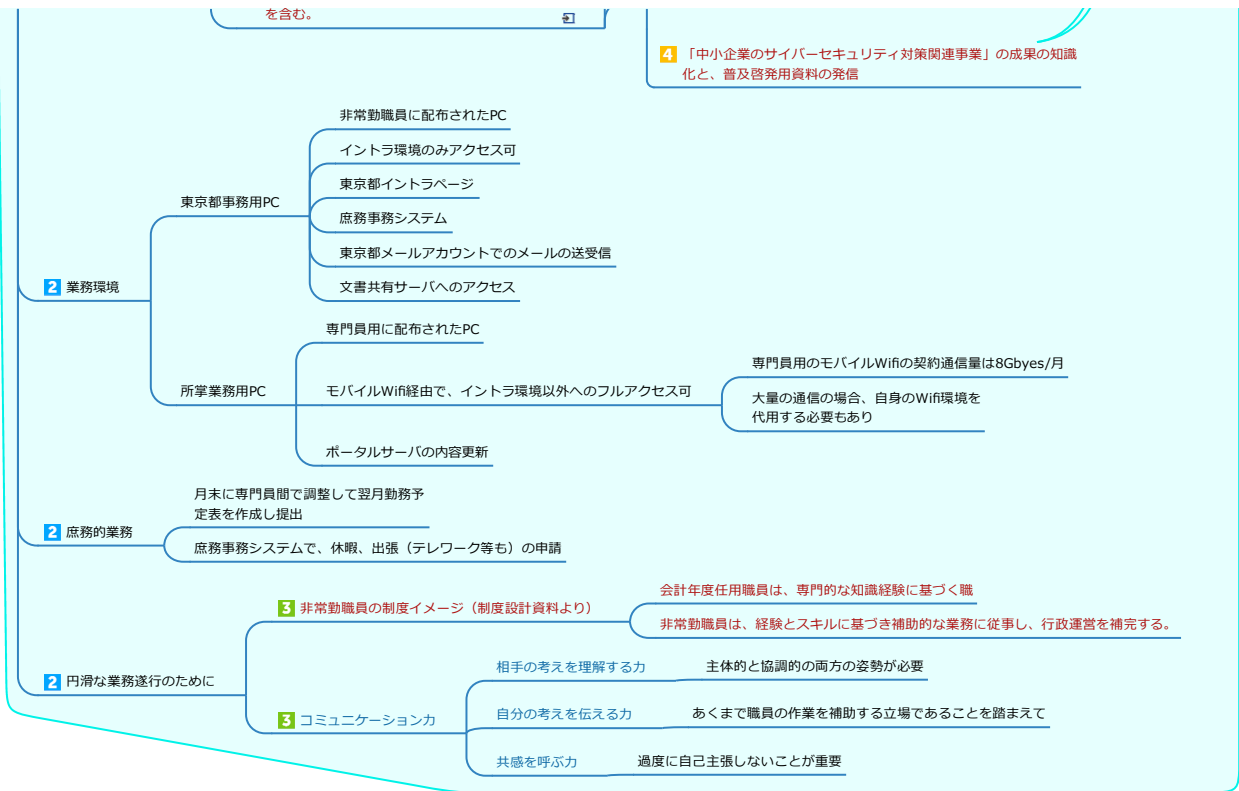 を含む。
4 「中小企業のサイバーセキュリティ対策関連事業」の成果の知識
化と、普及啓発用資料の発信
2 業務環境
東京都事務用PC
非常勤職員に配布されたPC
イントラ環境のみアクセス可
東京都イントラページ
庶務事務システム
東京都メールアカウントでのメールの送受信
文書共有サーバへのアクセス
所掌業務用PC
専門員用に配布されたPC
モバイルWifi経由で、イントラ環境以外へのフルアクセス可
専門員用のモバイルWifiの契約通信量は8Gbyes/月
大量の通信の場合、自身のWifi環境を
代用する必要もあり
ポータルサーバの内容更新
2 庶務的業務
月末に専門員間で調整して翌月勤務予
定表を作成し提出
庶務事務システムで、休暇、出張（テレワーク等も）の申請
2 円滑な業務遂行のために
3 非常勤職員の制度イメージ（制度設計資料より）
会計年度任用職員は、専門的な知識経験に基づく職
非常勤職員は、経験とスキルに基づき補助的な業務に従事し、行政運営を補完する。
3 コミュニケーション力
相手の考えを理解する力
主体的と協調的の両方の姿勢が必要
自分の考えを伝える力
あくまで職員の作業を補助する立場であることを踏まえて
共感を呼ぶ力
過度に自己主張しないことが重要